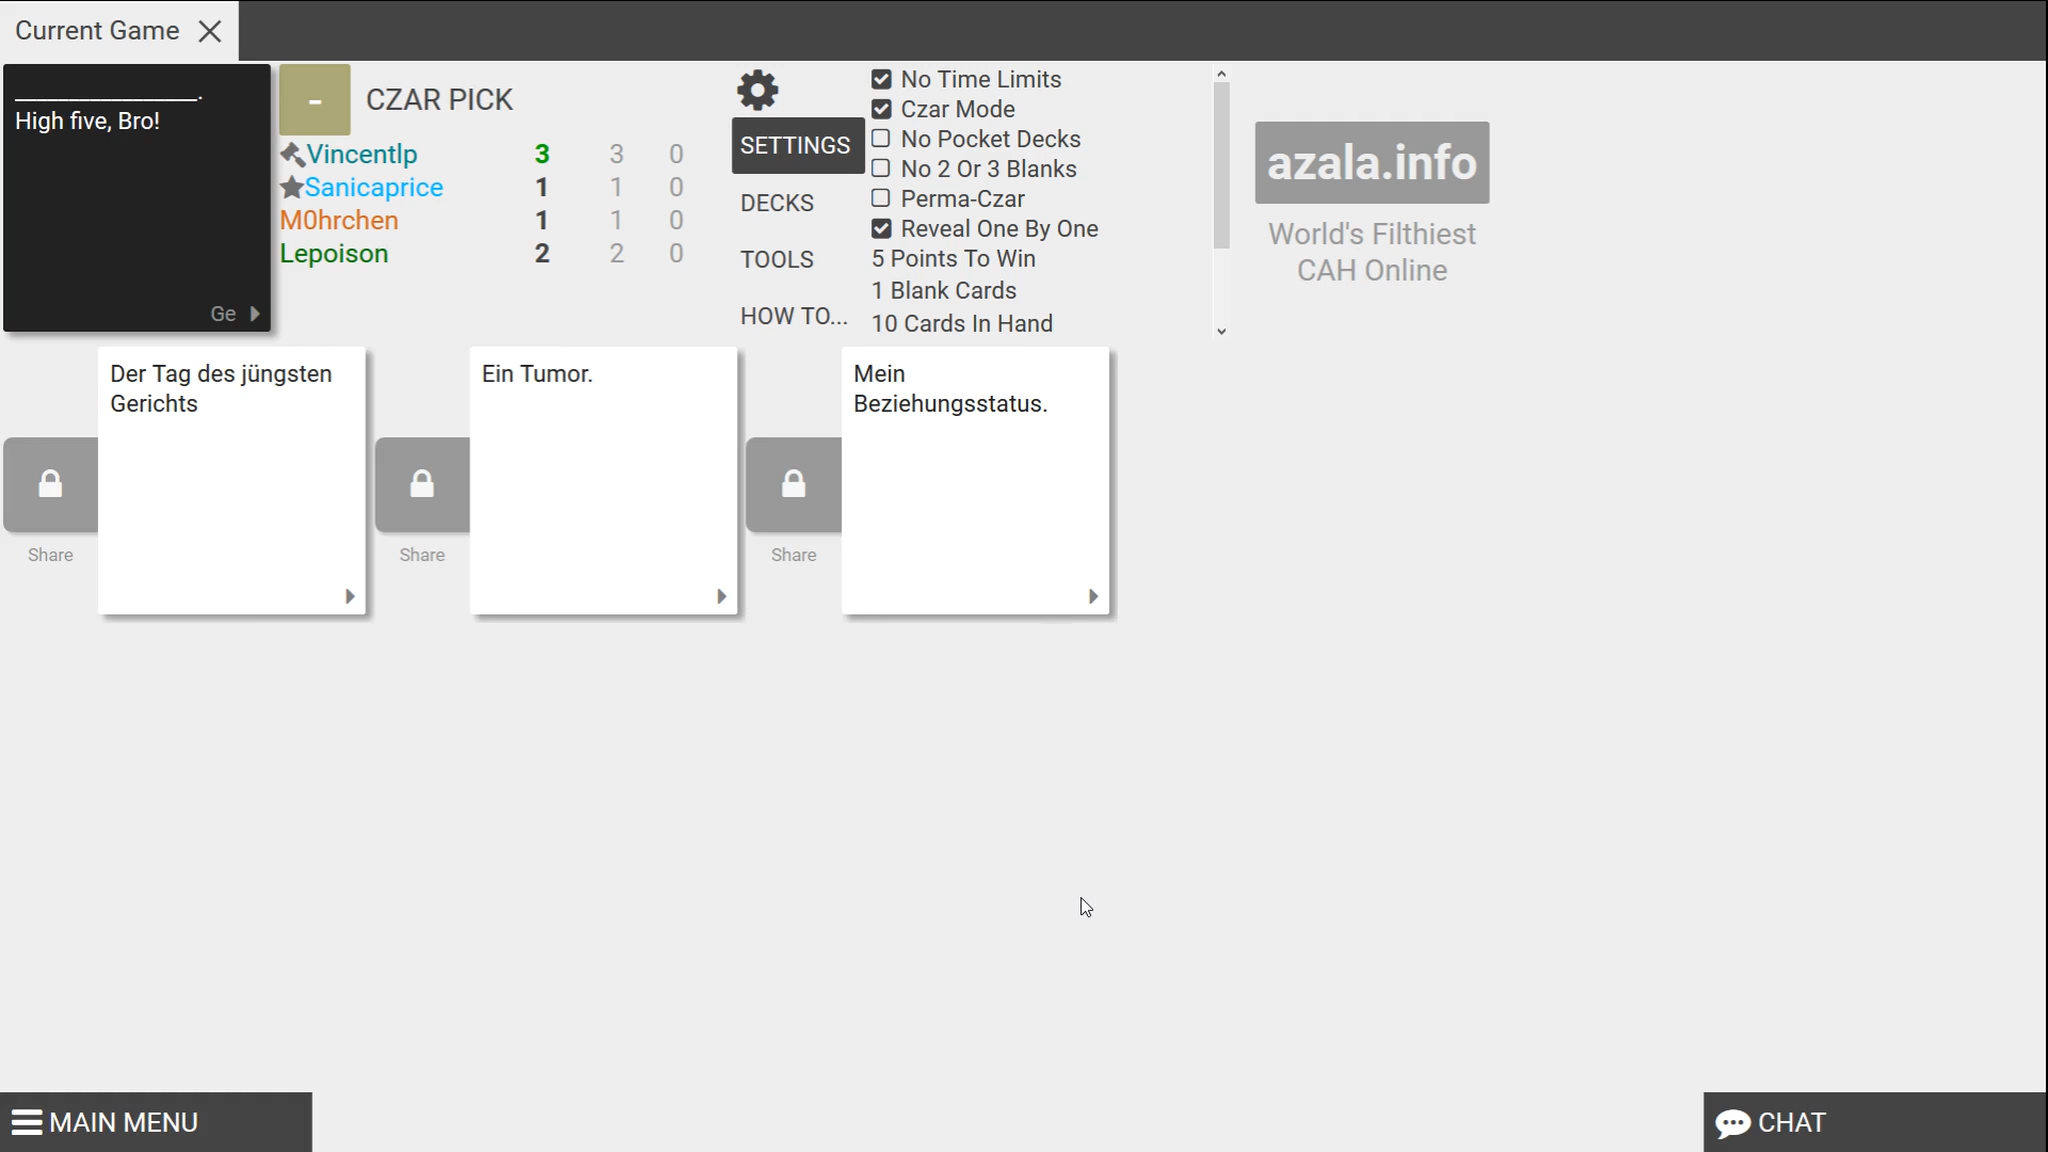 Current Game
_______________.
High five, Bro!
Ge
-
CZAR PICK
Vincentlp 3 3 0
Sanicaprice 1 1 0
M0hrchen 1 1 0
Lepoison 2 2 0
SETTINGS
DECKS
TOOLS
HOW TO...
No Time Limits
Czar Mode
No Pocket Decks
No 2 Or 3 Blanks
Perma-Czar
Reveal One By One
5 Points To Win
1 Blank Cards
10 Cards In Hand
azala.info
World's Filthiest
CAH Online
Share
Der Tag des jüngsten
Gerichts
Share
Ein Tumor.
Share
Mein
Beziehungsstatus.
MAIN MENU
CHAT